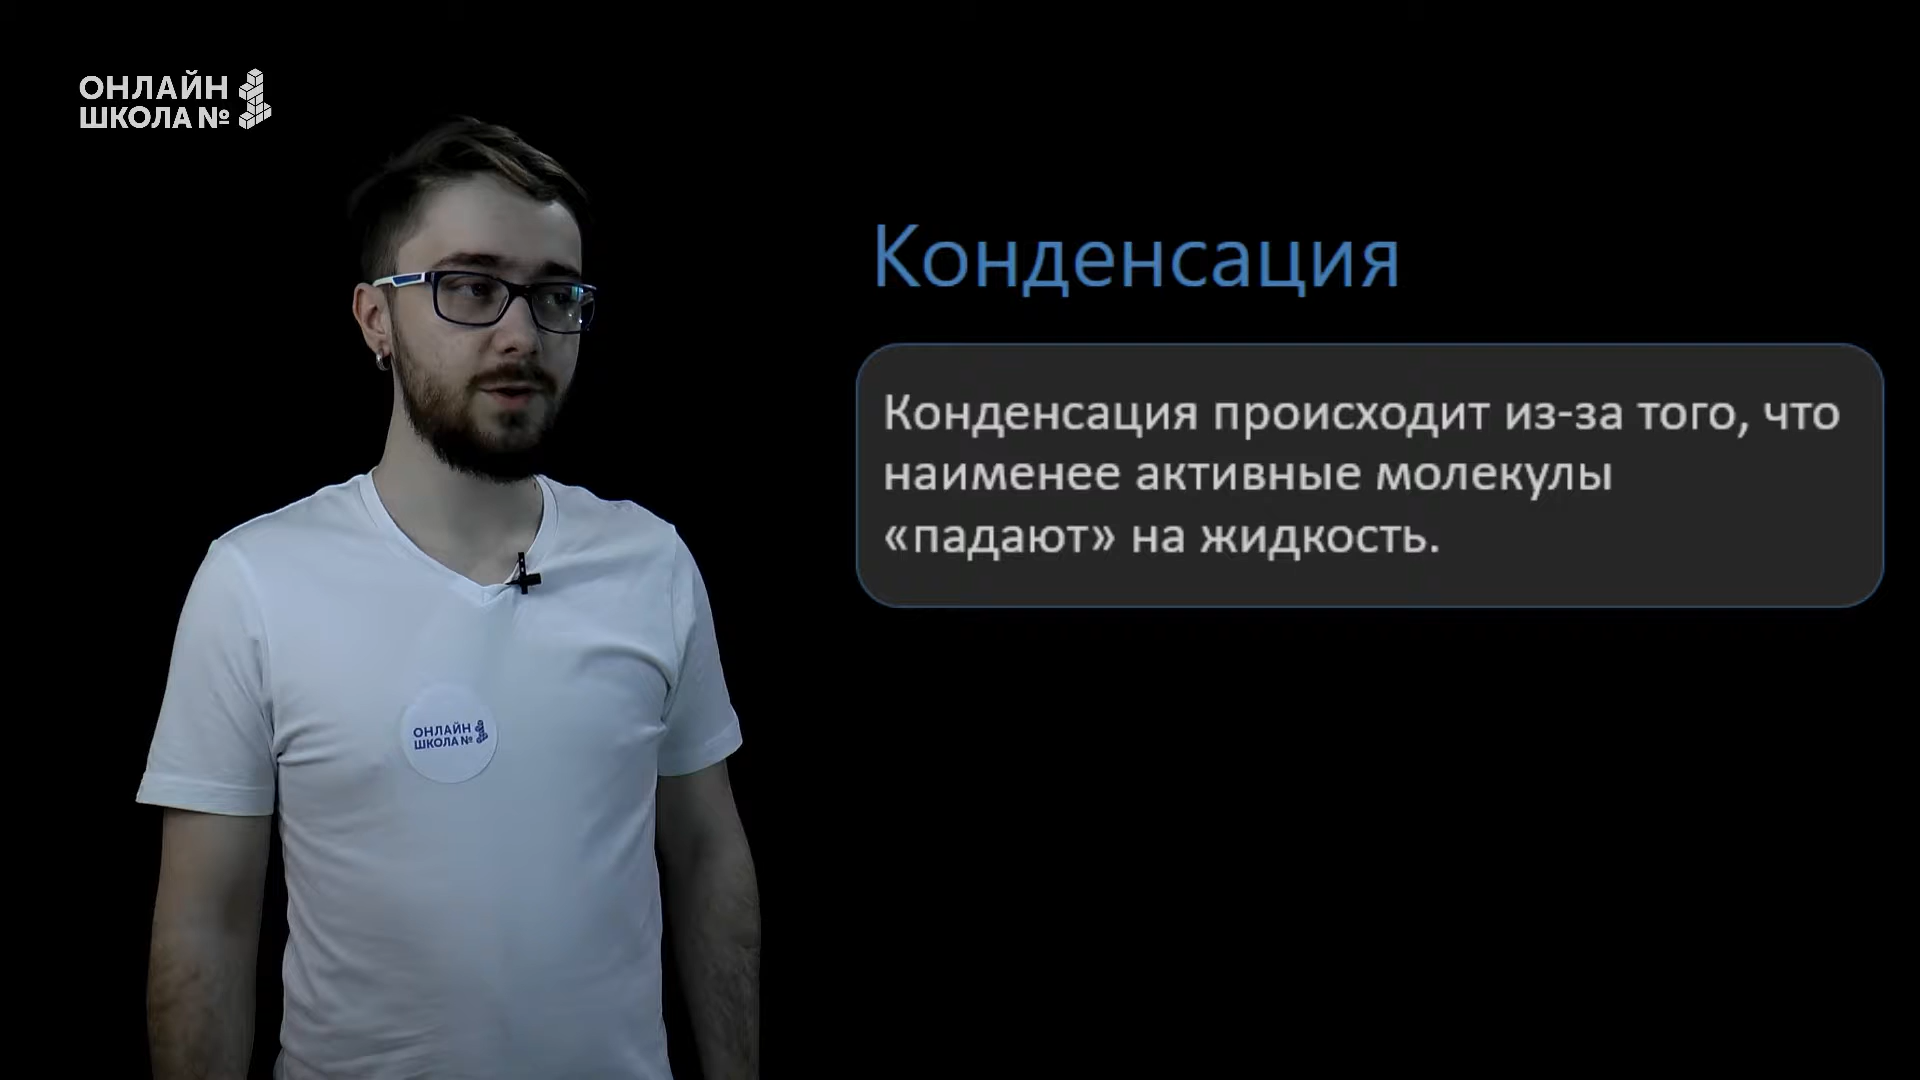 ОНЛАЙН
ШКОЛА №
Конденсация
Конденсация происходит из-за того, что
наименее активные молекулы
«падают» на жидкость.
ОНЛАЙН
ШКОЛА №